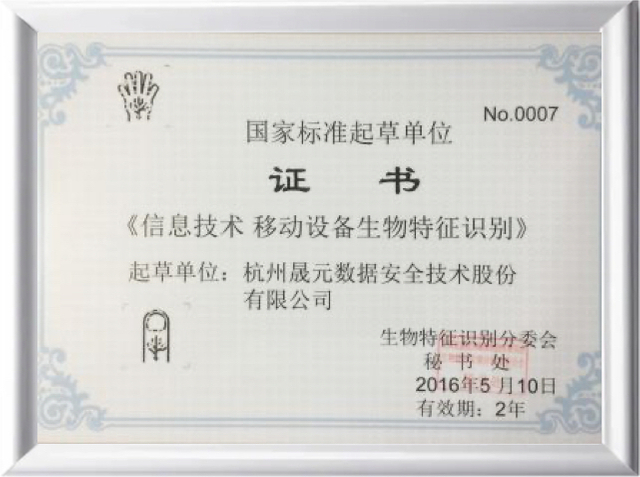 No.0007
国家标准起草单位
证 书
《信息技术 移动设备生物特征识别》
起草单位：杭州晟元数据安全技术股份
有限公司
生物特征识别分委会
秘 书 处
2016年5月10日
有效期：2年